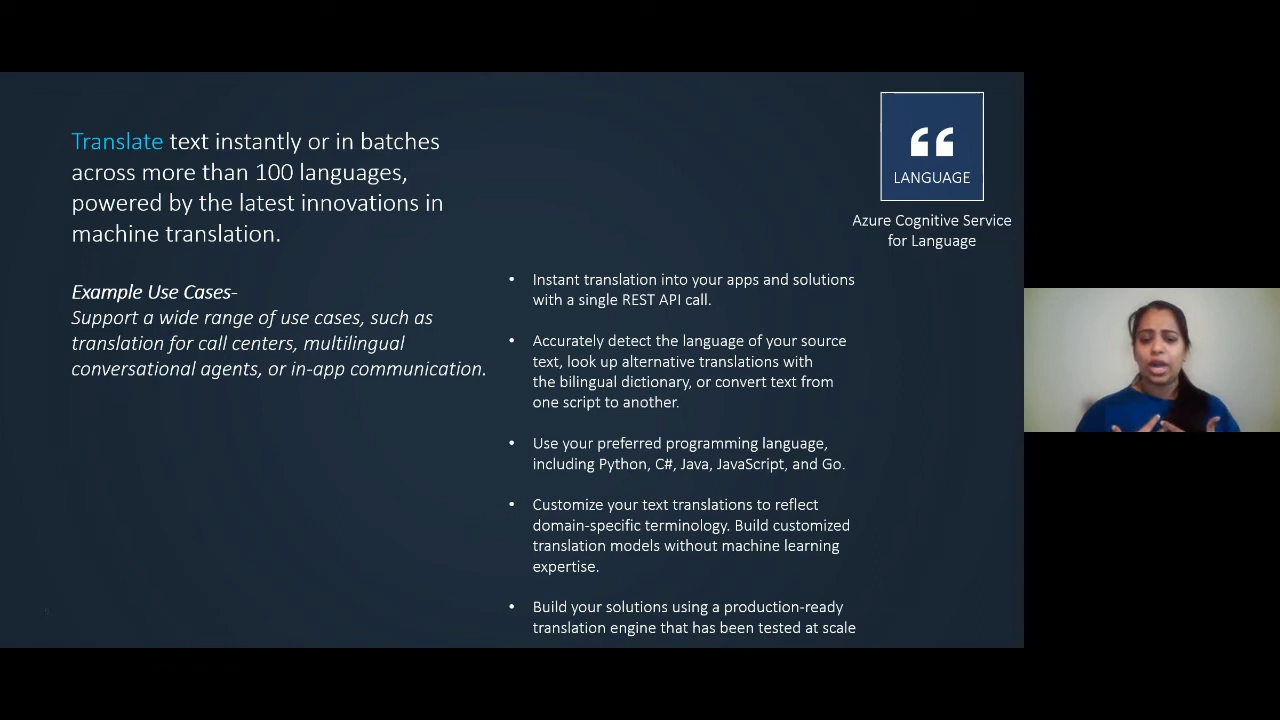 Translate text instantly or in batches
across more than 100 languages,
powered by the latest innovations in
machine translation.
Example Use Cases-
Support a wide range of use cases, such as
translation for call centers, multilingual
conversational agents, or in-app communication.
LANGUAGE
Azure Cognitive Service
for Language
• Instant translation into your apps and solutions
with a single REST API call.
• Accurately detect the language of your source
text, look up alternative translations with
the bilingual dictionary, or convert text from
one script to another.
• Use your preferred programming language,
including Python, C#, Java, JavaScript, and Go.
• Customize your text translations to reflect
domain-specific terminology. Build customized
translation models without machine learning
expertise.
• Build your solutions using a production-ready
translation engine that has been tested at scale